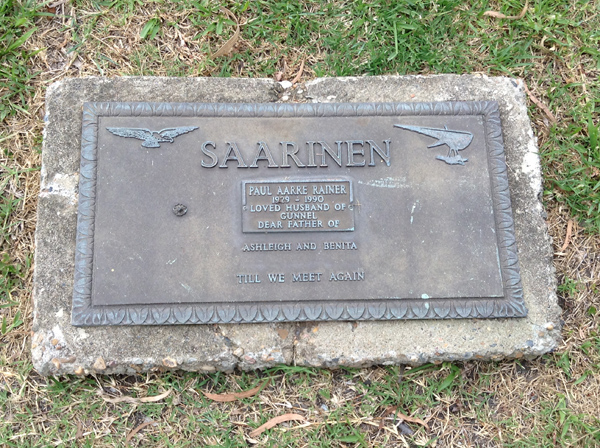 SAARINEN
PAUL AARRE RAINER
1929 - 1990
LOVED HUSBAND OF
GUNNEL
DEAR FATHER OF
ASHLEIGH AND BENITA
TILL WE MEET AGAIN